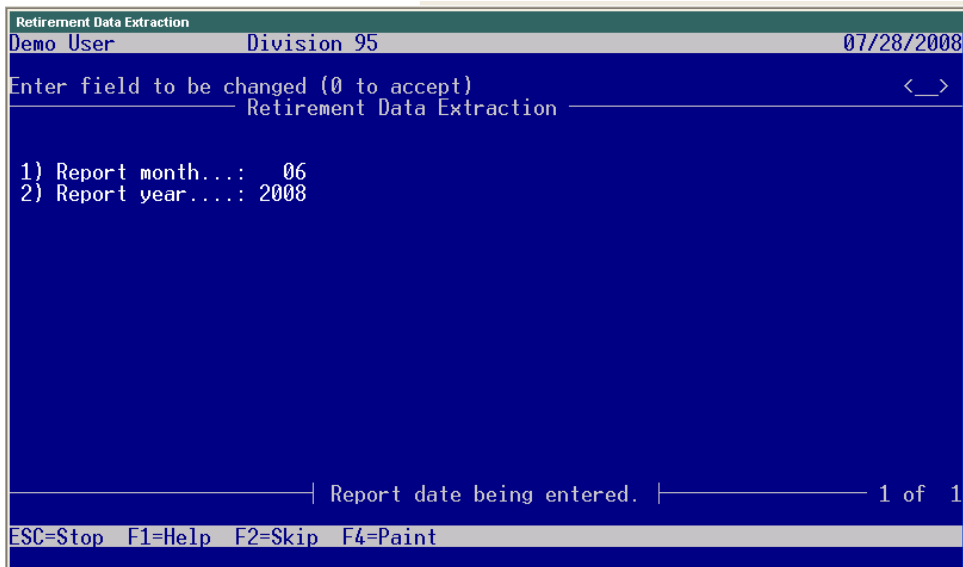 Retirement Data Extraction
Demo User Division 95 07/28/2008
Enter field to be changed (0 to accept) <__>
Retirement Data Extraction
1) Report month...: 06
2) Report year....: 2008
Report date being entered. 1 of 1
ESC=Stop F1=Help F2=Skip F4=Paint